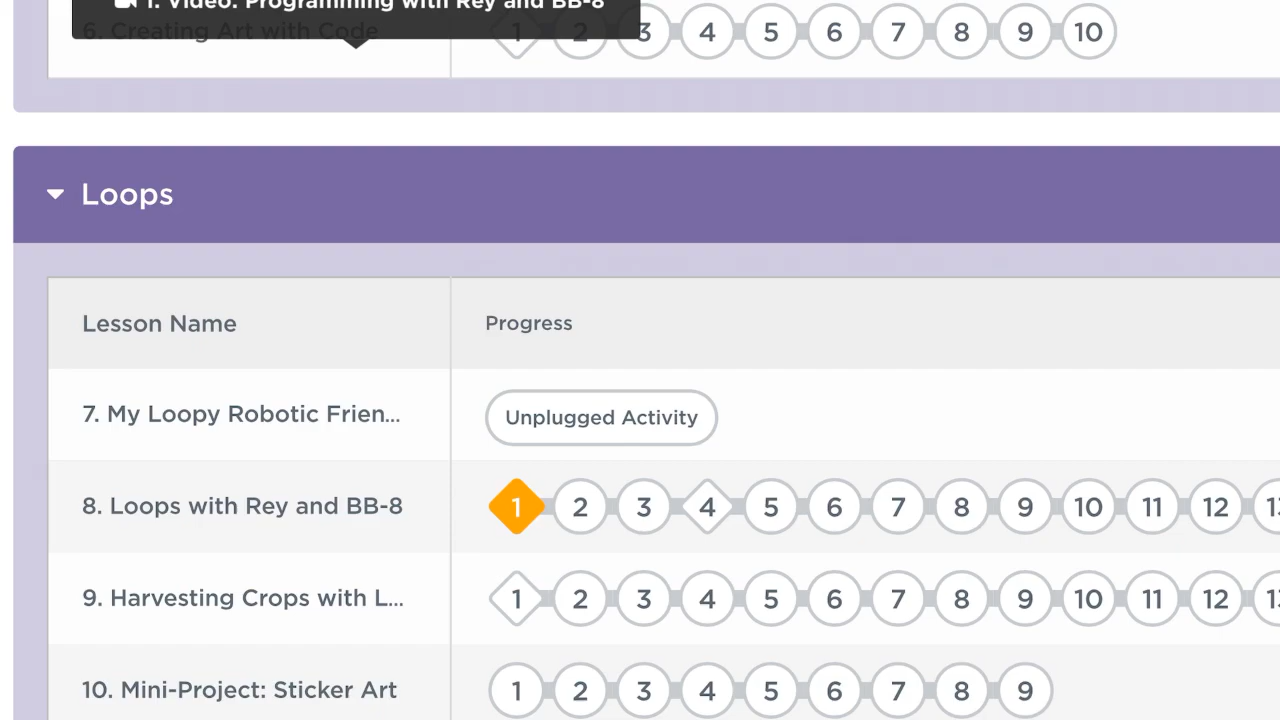 1. Video: Programming with Rey and BB-8
6. Creating Art with Code 1 2 3 4 5 6 7 8 9 10
Loops
Lesson Name Progress
7. My Loopy Robotic Frien... Unplugged Activity
8. Loops with Rey and BB-8 1 2 3 4 5 6 7 8 9 10 11 12
9. Harvesting Crops with L... 1 2 3 4 5 6 7 8 9 10 11 12
10. Mini-Project: Sticker Art 1 2 3 4 5 6 7 8 9